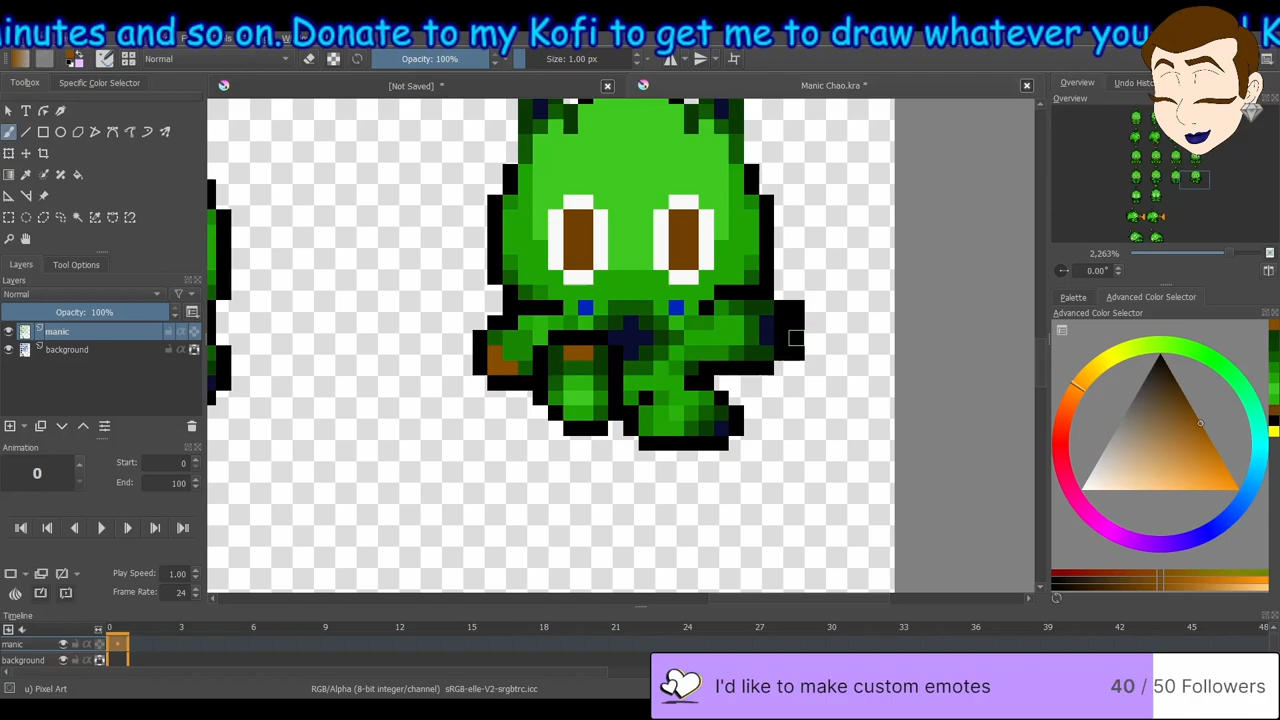 inutes and so on. Donate to my Kofi to get me to draw whatever you
Normal
Opacity: 100%
Size: 1.00 px
Toolbox
Specific Color Selector
[Not Saved] *
Manic Chao.kra *
Overview
Undo Histo
Overview
2,263%
0.00°
Layers
Tool Options
Layers
Normal
Opacity: 100%
manic
background
Palette
Advanced Color Selector
Advanced Color Selector
Animation
0
Start: 0
End: 100
Play Speed: 1.00
Frame Rate: 24
Timeline
0 3 6 9 12 15 18 21 24 27 30 33 36 39 42 45 48
manic
background
u) Pixel Art
RGB/Alpha (8-bit integer/channel) sRGB-elle-V2-srgbtrc.icc
I'd like to make custom emotes
40 / 50 Followers